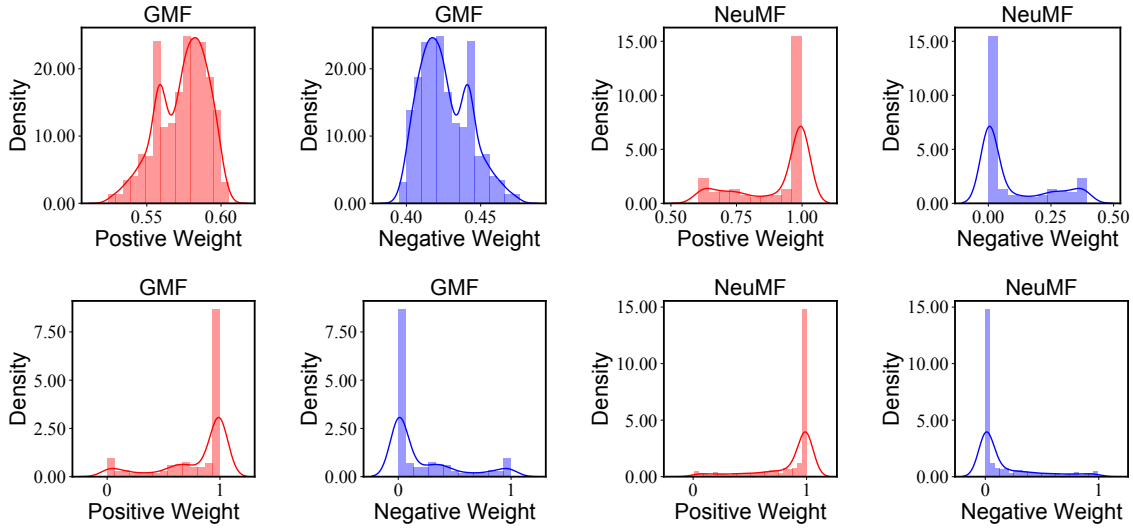 GMF
GMF
NeuMF
NeuMF
Density
20.00
10.00
0.00
0.55
0.60
Postive Weight
Density
20.00
10.00
0.00
0.40
0.45
Negative Weight
Density
15.00
10.00
5.00
0.00
0.50
0.75
1.00
Postive Weight
Density
15.00
10.00
5.00
0.00
0.00
0.25
0.50
Negative Weight
GMF
GMF
NeuMF
NeuMF
Density
7.50
5.00
2.50
0.00
0
1
Positive Weight
Density
7.50
5.00
2.50
0.00
0
1
Negative Weight
Density
15.00
10.00
5.00
0.00
0
1
Positive Weight
Density
15.00
10.00
5.00
0.00
0
1
Negative Weight